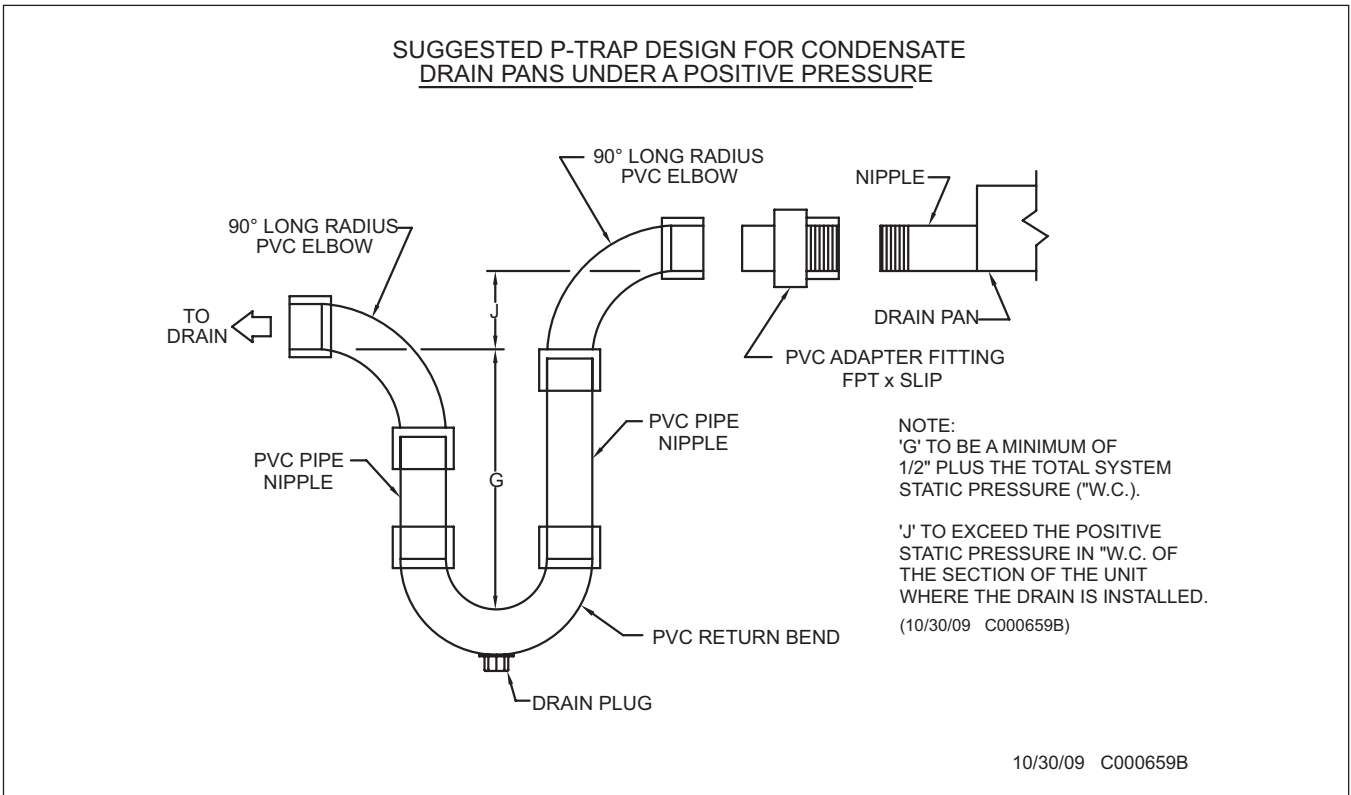 SUGGESTED P-TRAP DESIGN FOR CONDENSATE
DRAIN PANS UNDER A POSITIVE PRESSURE
90° LONG RADIUS
PVC ELBOW
NIPPLE
90° LONG RADIUS
PVC ELBOW
J
TO
DRAIN
DRAIN PAN
PVC ADAPTER FITTING
FPT x SLIP
PVC PIPE
NIPPLE
PVC PIPE
NIPPLE
G
NOTE:
'G' TO BE A MINIMUM OF
1/2" PLUS THE TOTAL SYSTEM
STATIC PRESSURE ("W.C.).
'J' TO EXCEED THE POSITIVE
STATIC PRESSURE IN "W.C. OF
THE SECTION OF THE UNIT
WHERE THE DRAIN IS INSTALLED.
(10/30/09 C000659B)
PVC RETURN BEND
DRAIN PLUG
10/30/09 C000659B